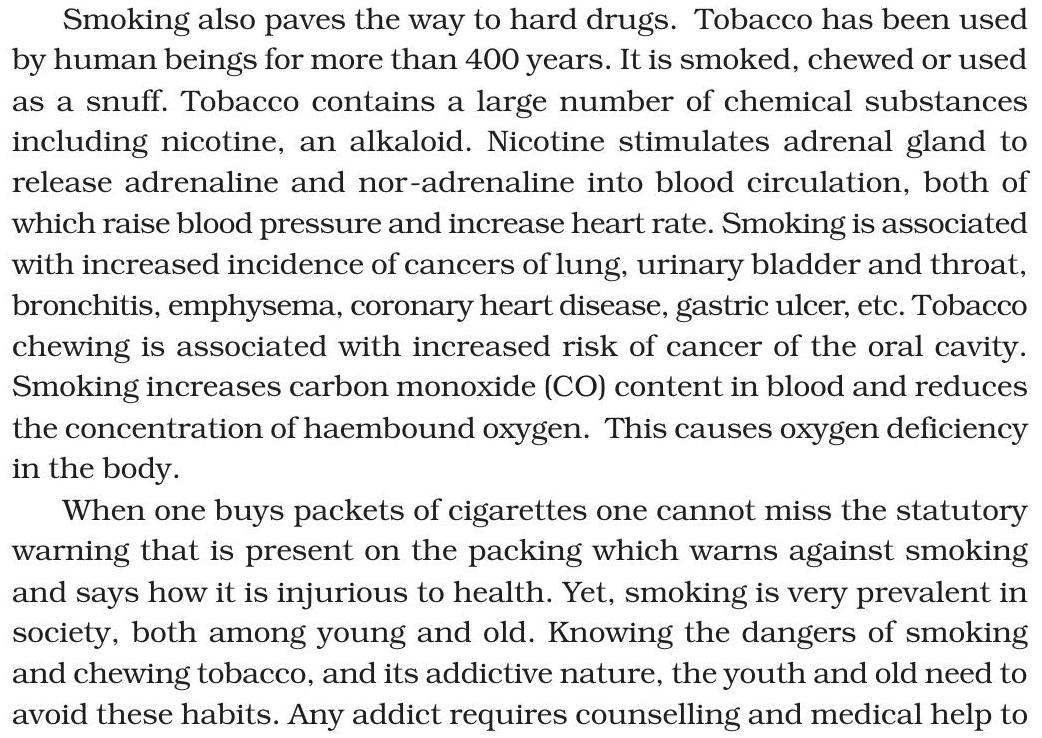 Smoking also paves the way to hard drugs. Tobacco has been used
by human beings for more than 400 years. It is smoked, chewed or used
as a snuff. Tobacco contains a large number of chemical substances
including nicotine, an alkaloid. Nicotine stimulates adrenal gland to
release adrenaline and nor-adrenaline into blood circulation, both of
which raise blood pressure and increase heart rate. Smoking is associated
with increased incidence of cancers of lung, urinary bladder and throat,
bronchitis, emphysema, coronary heart disease, gastric ulcer, etc. Tobacco
chewing is associated with increased risk of cancer of the oral cavity.
Smoking increases carbon monoxide (CO) content in blood and reduces
the concentration of haembound oxygen. This causes oxygen deficiency
in the body.
When one buys packets of cigarettes one cannot miss the statutory
warning that is present on the packing which warns against smoking
and says how it is injurious to health. Yet, smoking is very prevalent in
society, both among young and old. Knowing the dangers of smoking
and chewing tobacco, and its addictive nature, the youth and old need to
avoid these habits. Any addict requires counselling and medical help to